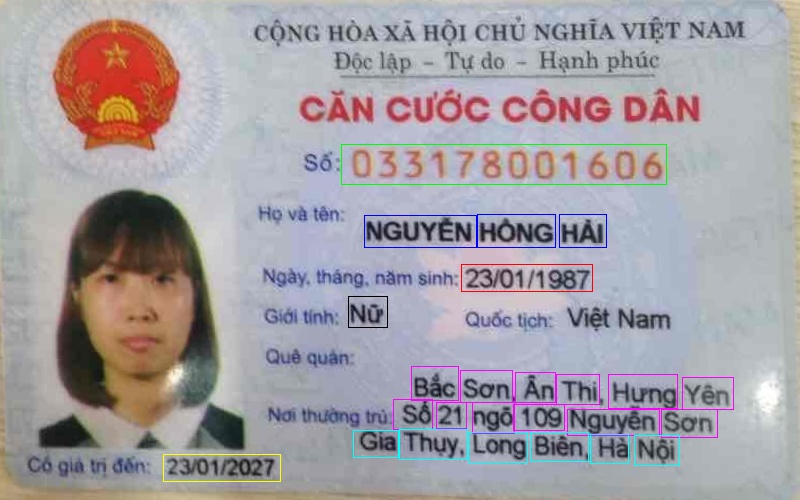 CỘNG HÒA XÃ HỘI CHỦ NGHĨA VIỆT NAM
Độc lập – Tự do – Hạnh phúc
CĂN CƯỚC CÔNG DÂN
Số: 033178001606
Họ và tên: NGUYỄN HỒNG HẢI
Ngày, tháng, năm sinh: 23/01/1987
Giới tính: Nữ Quốc tịch: Việt Nam
Quê quán:
Bắc Sơn, Ân Thi, Hưng Yên
Nơi thường trú: Số 21 ngõ 109 Nguyễn Sơn
Gia Thụy, Long Biên, Hà Nội
Có giá trị đến: 23/01/2027